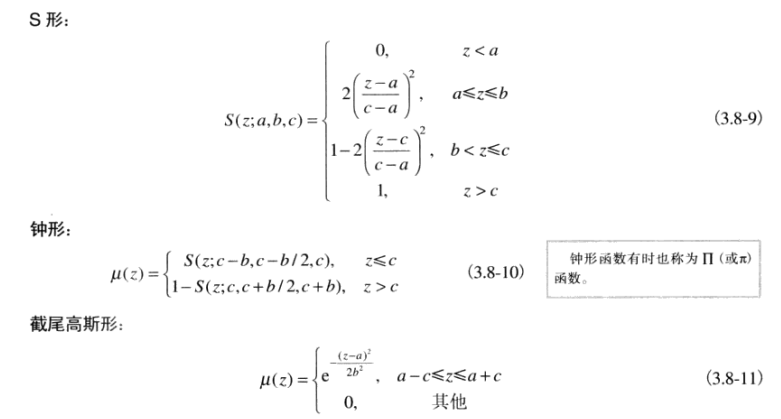 S 形：
S(z;a,b,c) = { 0, z < a
2((z−a)/(c−a))², a⩽z⩽b
1−2((z−c)/(c−a))², b < z⩽c
1, z > c (3.8-9)
钟形：
μ(z) = { S(z;c−b,c−b/2,c), z⩽c
1−S(z;c,c+b/2,c+b), z > c (3.8-10)
钟形函数有时也称为 Π (或π)
函数。
截尾高斯形：
μ(z) = { e^(−(z−a)²/2b²), a−c⩽z⩽a+c
0, 其他 (3.8-11)